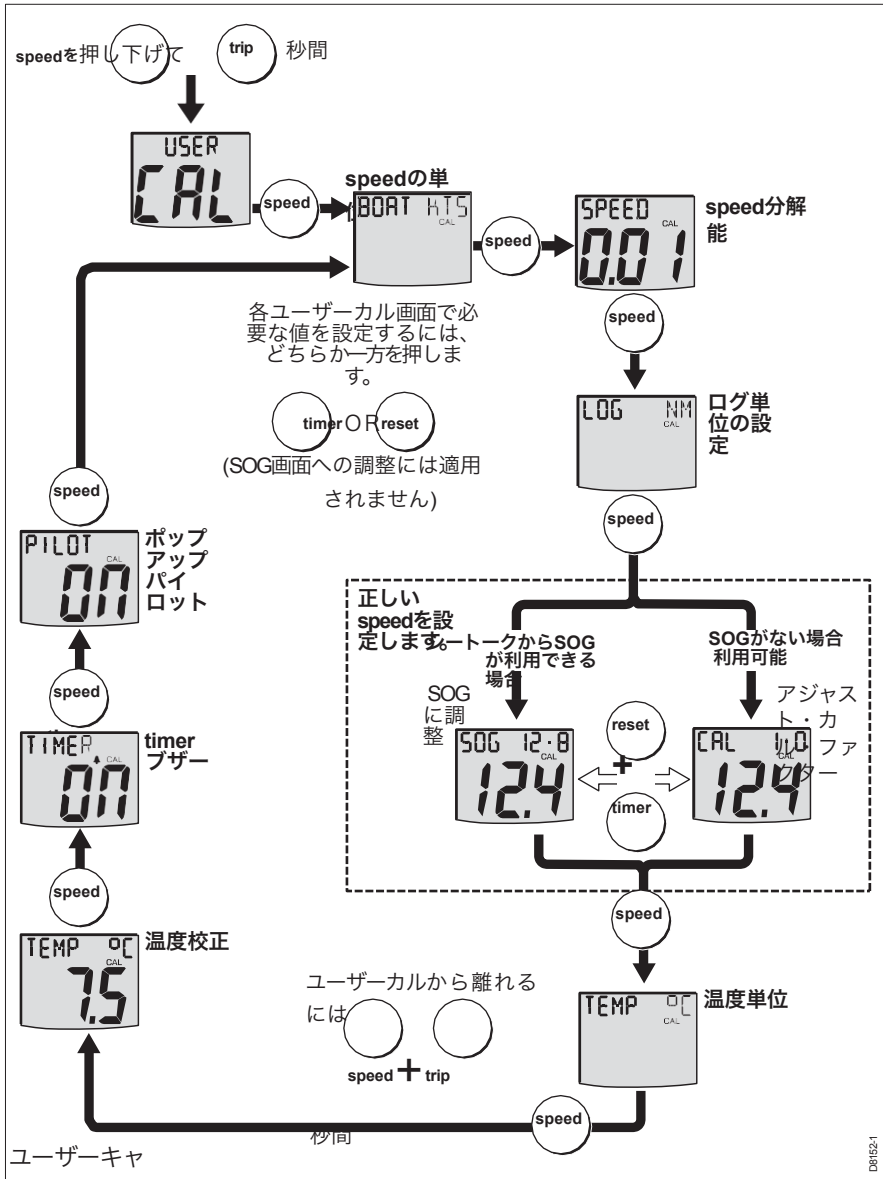 speedを押し下げて
trip
秒間
USER
CAL
speed
speedの単
BOAT KTS
CAL
speed
SPEED
CAL
0.01
speed分解
能
speed
各ユーザーカル画面で必
要な値を設定するには、
どちらか一方を押しま
す。
timer OR reset
(SOG画面への調整には適用
されません)
LOG NM
CAL
ログ単
位の設
定
speed
speed
PILOT
CAL
ON
ポップ
アップ
パイ
ロット
正しい
speedを設
定します。
ートークからSOG
が利用できる
場合
SOGがない場合
利用可能
SOG
に調
整
SOG 12.8
CAL
12.4
reset
+
timer
アジャス
ト・カ
ル・ファ
クター
CAL 1.0
CAL
12.4
speed
TIMER
CAL
ON
timer
ブザー
speed
speed
TEMP ºC
CAL
7.5
温度校正
ユーザーカルから離れる
には
speed + trip
TEMP ºC
CAL
温度単位
speed
秒間
ユーザーキャ
D8152-1